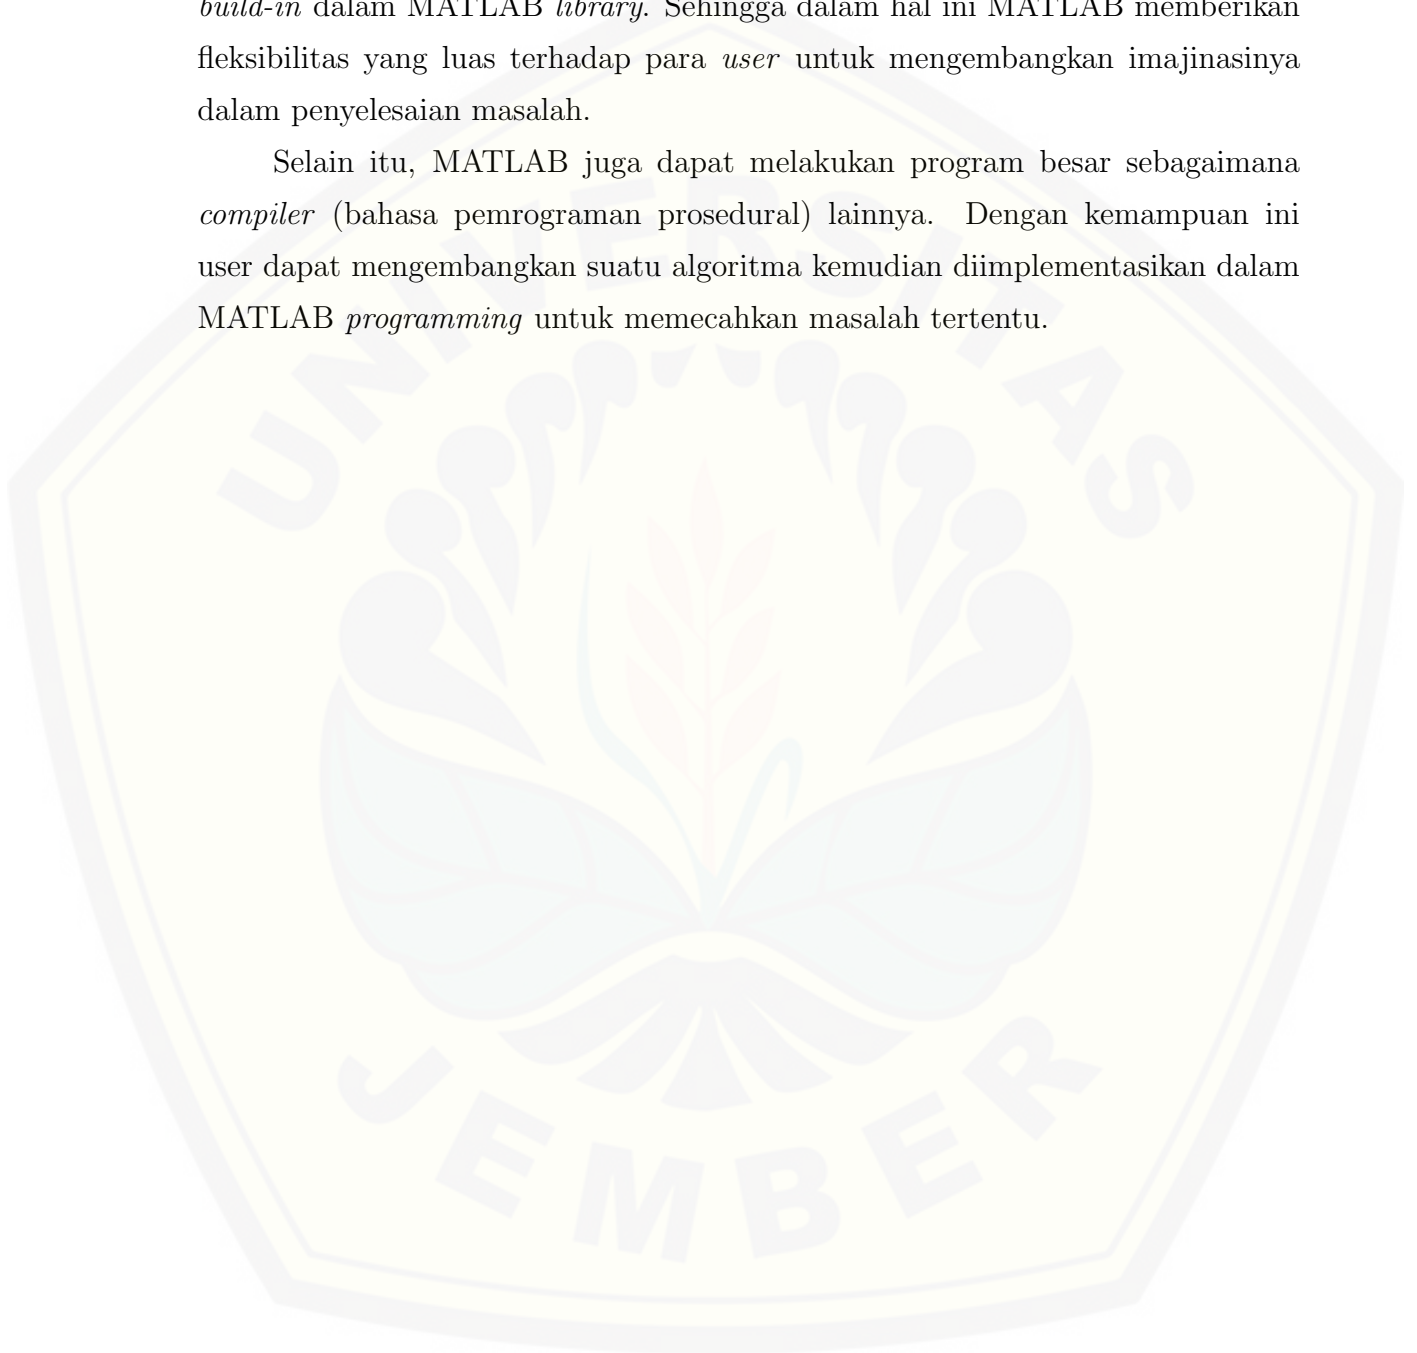 build-in dalam MATLAB library. Sehingga dalam hal ini MATLAB memberikan
fleksibilitas yang luas terhadap para user untuk mengembangkan imajinasinya
dalam penyelesaian masalah.
Selain itu, MATLAB juga dapat melakukan program besar sebagaimana
compiler (bahasa pemrograman prosedural) lainnya. Dengan kemampuan ini
user dapat mengembangkan suatu algoritma kemudian diimplementasikan dalam
MATLAB programming untuk memecahkan masalah tertentu.
UNIVERSITAS
JEMBER